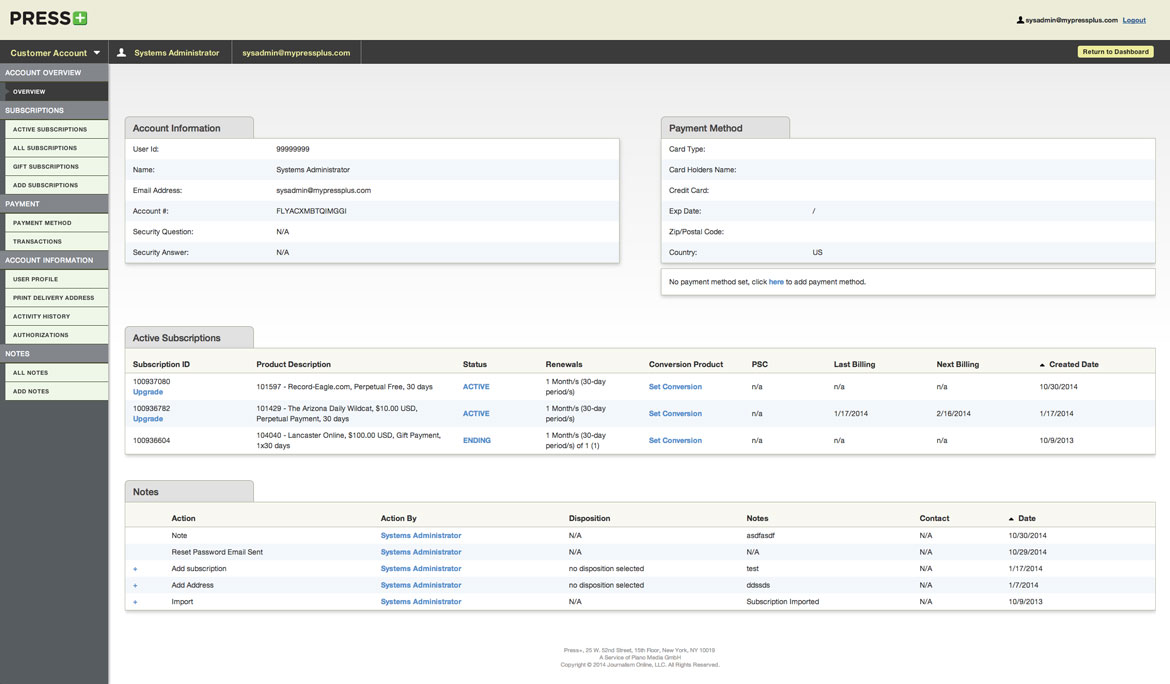 PRESS+
sysadmin@mypressplus.com Logout
Customer Account Systems Administrator sysadmin@mypressplus.com Return to Dashboard
ACCOUNT OVERVIEW
OVERVIEW
SUBSCRIPTIONS
ACTIVE SUBSCRIPTIONS
ALL SUBSCRIPTIONS
GIFT SUBSCRIPTIONS
ADD SUBSCRIPTIONS
PAYMENT
PAYMENT METHOD
TRANSACTIONS
ACCOUNT INFORMATION
USER PROFILE
PRINT DELIVERY ADDRESS
ACTIVITY HISTORY
AUTHORIZATIONS
NOTES
ALL NOTES
ADD NOTES
Account Information
User Id: 99999999
Name: Systems Administrator
Email Address: sysadmin@mypressplus.com
Account #: FLYACXMBTQIMGGI
Security Question: N/A
Security Answer: N/A
Payment Method
Card Type:
Card Holders Name:
Credit Card:
Exp Date: /
Zip/Postal Code:
Country: US
No payment method set, click here to add payment method.
Active Subscriptions
Subscription ID Product Description Status Renewals Conversion Product PSC Last Billing Next Billing Created Date
100937080 101597 - Record-Eagle.com, Perpetual Free, 30 days ACTIVE 1 Month/s (30-day Set Conversion n/a n/a n/a 10/30/2014
Upgrade period/s)
100936782 101429 - The Arizona Daily Wildcat, $10.00 USD, ACTIVE 1 Month/s (30-day Set Conversion n/a 1/17/2014 2/16/2014 1/17/2014
Upgrade Perpetual Payment, 30 days period/s)
100936604 104040 - Lancaster Online, $100.00 USD, Gift Payment, ENDING 1 Month/s (30-day Set Conversion n/a n/a n/a 10/9/2013
1x30 days period/s) of 1 (1)
Notes
Action Action By Disposition Notes Contact Date
Note Systems Administrator N/A asdfasdf N/A 10/30/2014
Reset Password Email Sent Systems Administrator N/A N/A N/A 10/29/2014
+ Add subscription Systems Administrator no disposition selected test N/A 1/17/2014
+ Add Address Systems Administrator no disposition selected ddssds N/A 1/7/2014
+ Import Systems Administrator N/A Subscription Imported N/A 10/9/2013
Press+, 25 W. 52nd Street, 15th Floor, New York, NY 10019
A Service of Piano Media GmbH
Copyright © 2014 Journalism Online, LLC. All Rights Reserved.